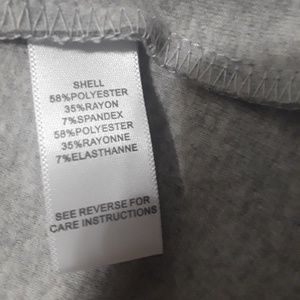 SHELL
58%POLYESTER
35%RAYON
7%SPANDEX
58%POLYESTER
35%RAYONNE
7%ELASTHANNE
SEE REVERSE FOR
CARE INSTRUCTIONS